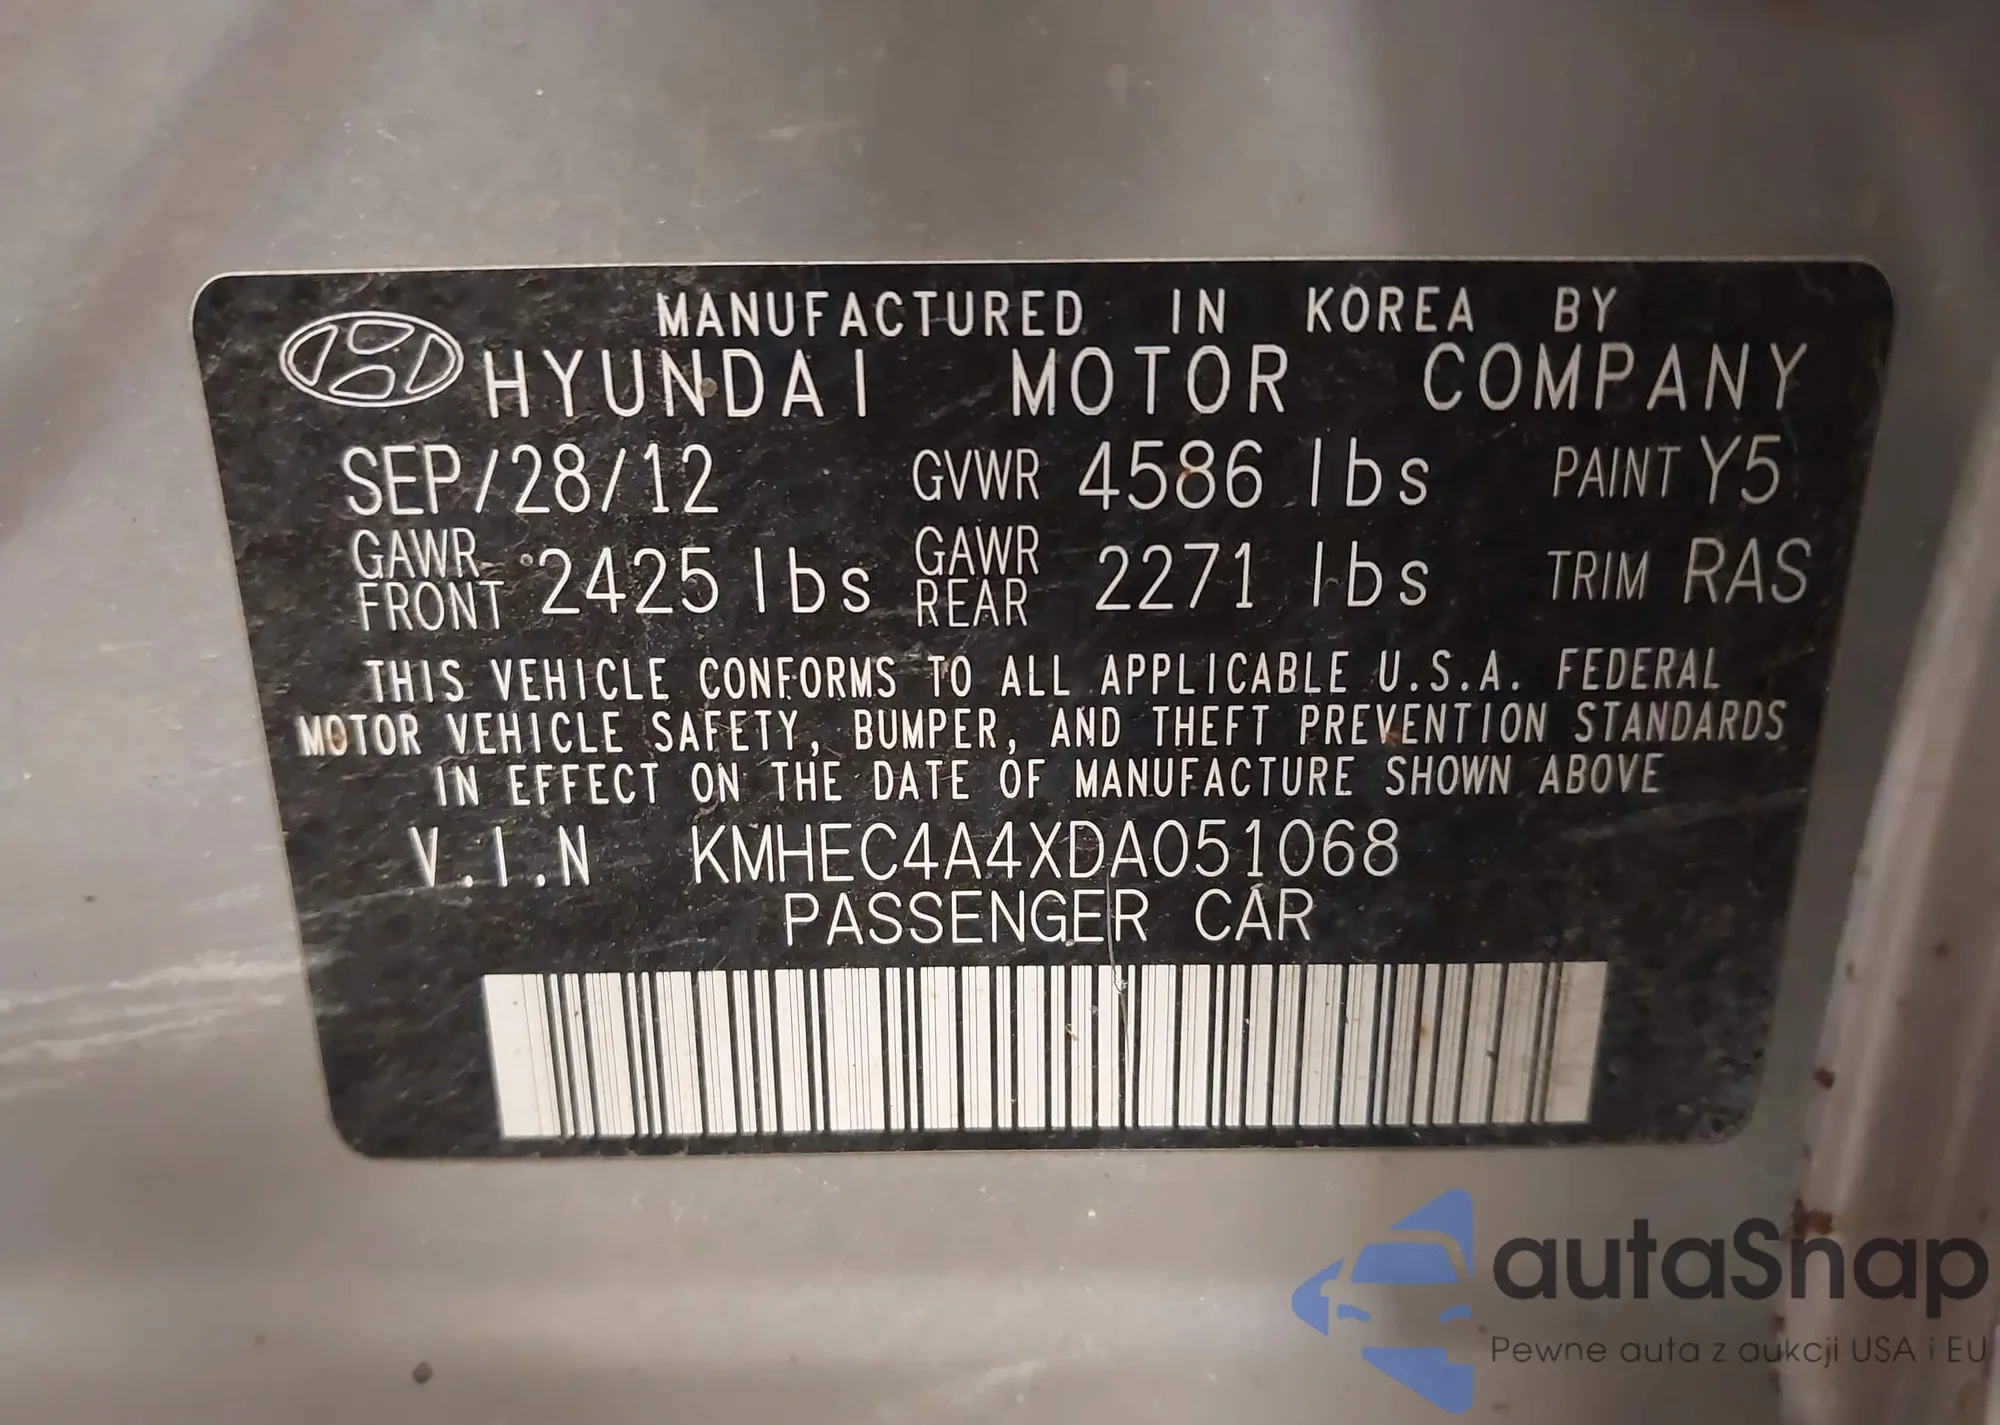 MANUFACTURED IN KOREA BY
HYUNDAI MOTOR COMPANY
SEP/28/12 GVWR 4586 lbs PAINT Y5
GAWR FRONT 2425 lbs GAWR REAR 2271 lbs TRIM RAS
THIS VEHICLE CONFORMS TO ALL APPLICABLE U.S.A. FEDERAL
MOTOR VEHICLE SAFETY, BUMPER, AND THEFT PREVENTION STANDARDS
IN EFFECT ON THE DATE OF MANUFACTURE SHOWN ABOVE
V.I.N KMHEC4A4XDA051068
PASSENGER CAR
autaSnap
Pewne auta z aukcji USA i EU